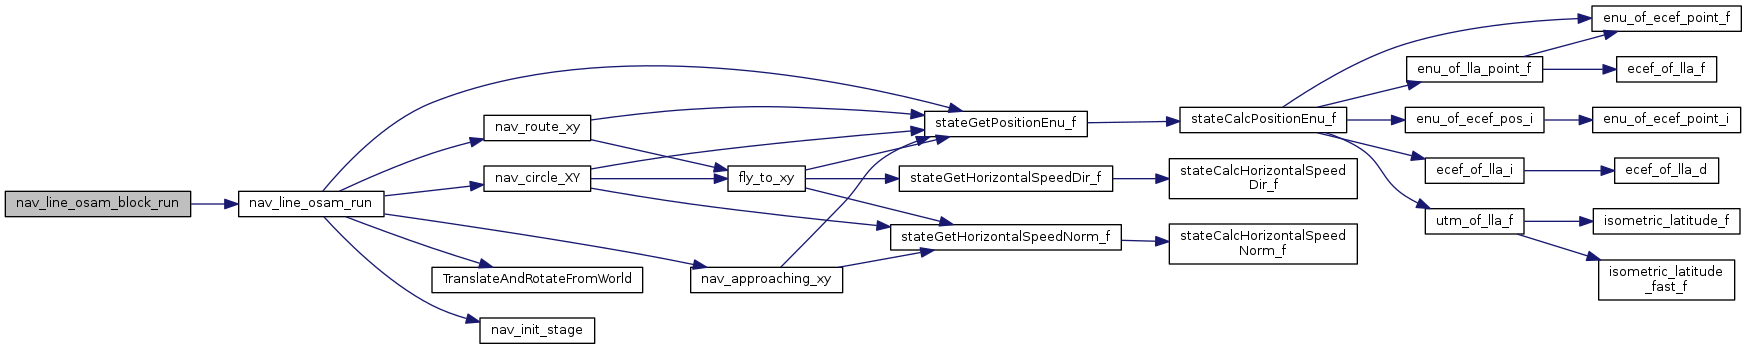 nav_line_osam_block_run
nav_line_osam_run
nav_route_xy
nav_circle_XY
TranslateAndRotateFromWorld
nav_init_stage
fly_to_xy
nav_approaching_xy
stateGetPositionEnu_f
stateGetHorizontalSpeedDir_f
stateGetHorizontalSpeedNorm_f
stateCalcPositionEnu_f
stateCalcHorizontalSpeed
Dir_f
stateCalcHorizontalSpeed
Norm_f
enu_of_lla_point_f
enu_of_ecef_pos_i
ecef_of_lla_i
utm_of_lla_f
enu_of_ecef_point_f
ecef_of_lla_f
enu_of_ecef_point_i
ecef_of_lla_d
isometric_latitude_f
isometric_latitude
_fast_f